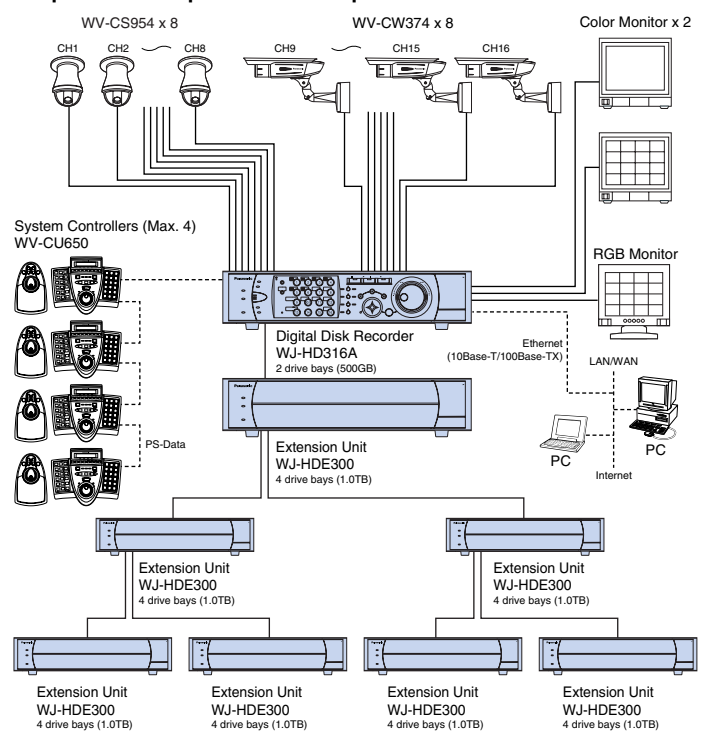 WV-CS954 x 8
WV-CW374 x 8
Color Monitor x 2
CH1
CH2
CH8
CH9
CH15
CH16
System Controllers (Max. 4)
WV-CU650
RGB Monitor
Panasonic
Digital Disk Recorder
WJ-HD316A
2 drive bays (500GB)
Ethernet
(10Base-T/100Base-TX)
LAN/WAN
PS-Data
Panasonic
Extension Unit
WJ-HDE300
4 drive bays (1.0TB)
PC
PC
Internet
Extension Unit
WJ-HDE300
4 drive bays (1.0TB)
Extension Unit
WJ-HDE300
4 drive bays (1.0TB)
Extension Unit
WJ-HDE300
4 drive bays (1.0TB)
Extension Unit
WJ-HDE300
4 drive bays (1.0TB)
Extension Unit
WJ-HDE300
4 drive bays (1.0TB)
Extension Unit
WJ-HDE300
4 drive bays (1.0TB)